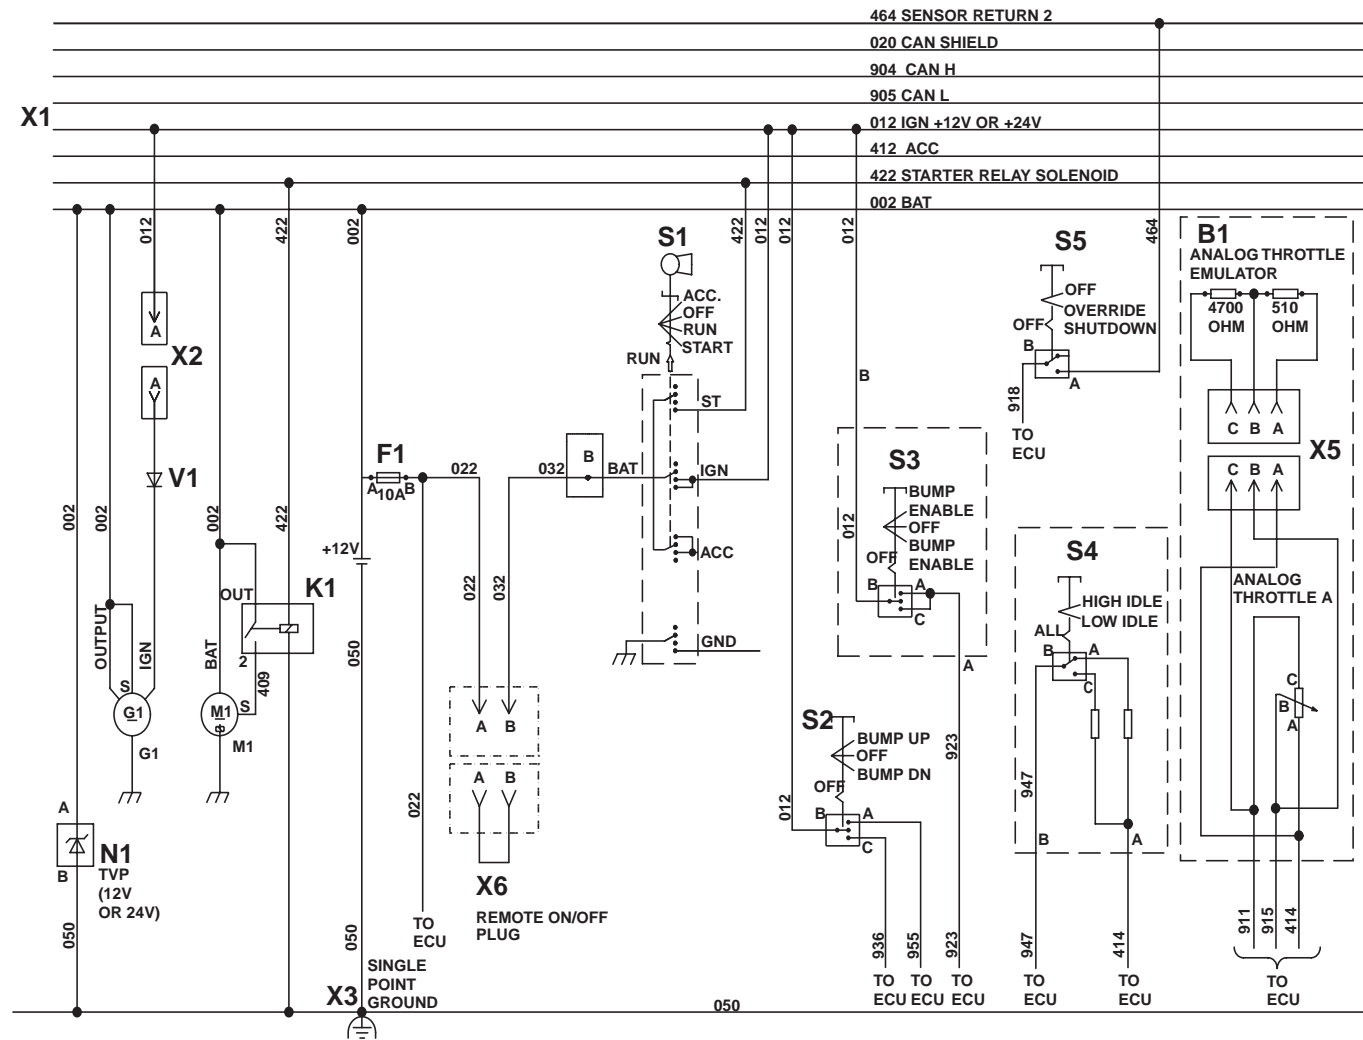 464 SENSOR RETURN 2
020 CAN SHIELD
904 CAN H
905 CAN L
X1
012 IGN +12V OR +24V
412 ACC
422 STARTER RELAY SOLENOID
002 BAT
012
422
002
422
012
012
012
464
S1
ACC.
OFF
RUN
START
RUN
ST
IGN
ACC
GND
S5
OFF
OVERRIDE
SHUTDOWN
OFF
B
A
918
TO
ECU
B1
ANALOG THROTTLE
EMULATOR
4700
OHM
510
OHM
C B A
X5
C B A
ANALOG
THROTTLE A
C
B
A
911
915
414
TO
ECU
A
X2
A
V1
002
002
002
422
OUTPUT
IGN
S
G1
G1
BAT
OUT
K1
2
409
M1
S
M1
A
N1
B
TVP
(12V
OR 24V)
050
F1
A
10A
B
+12V
050
050
022
022
032
032
B
BAT
A B
A B
X6
REMOTE ON/OFF
PLUG
022
TO
ECU
SINGLE
POINT
GROUND
X3
050
B
S3
BUMP
ENABLE
OFF
BUMP
ENABLE
OFF
012
B
A
C
A
923
923
TO
ECU
S2
BUMP UP
OFF
BUMP DN
OFF
012
B
A
C
936
955
TO
ECU
TO
ECU
S4
HIGH IDLE
LOW IDLE
ALL
B
A
C
947
B
A
947
414
TO
ECU
TO
ECU